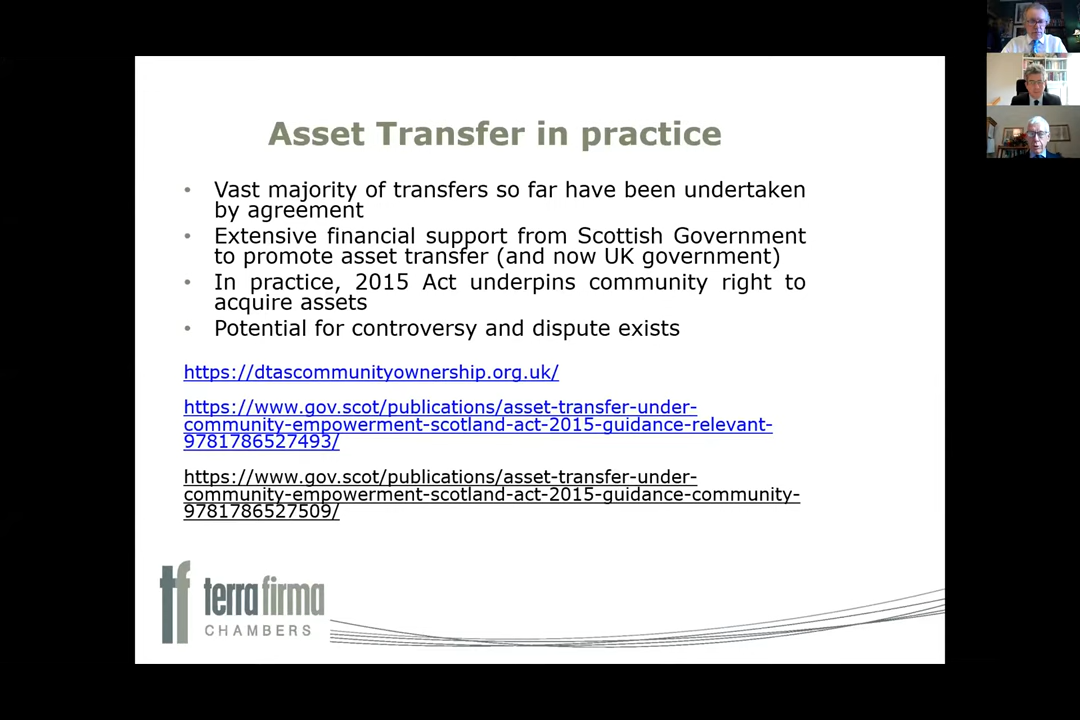 Asset Transfer in practice
• Vast majority of transfers so far have been undertaken
by agreement
• Extensive financial support from Scottish Government
to promote asset transfer (and now UK government)
• In practice, 2015 Act underpins community right to
acquire assets
• Potential for controversy and dispute exists
https://dtascommunityownership.org.uk/
https://www.gov.scot/publications/asset-transfer-under-
community-empowerment-scotland-act-2015-guidance-relevant-
9781786527493/
https://www.gov.scot/publications/asset-transfer-under-
community-empowerment-scotland-act-2015-guidance-community-
9781786527509/
tf terra firma
CHAMBERS